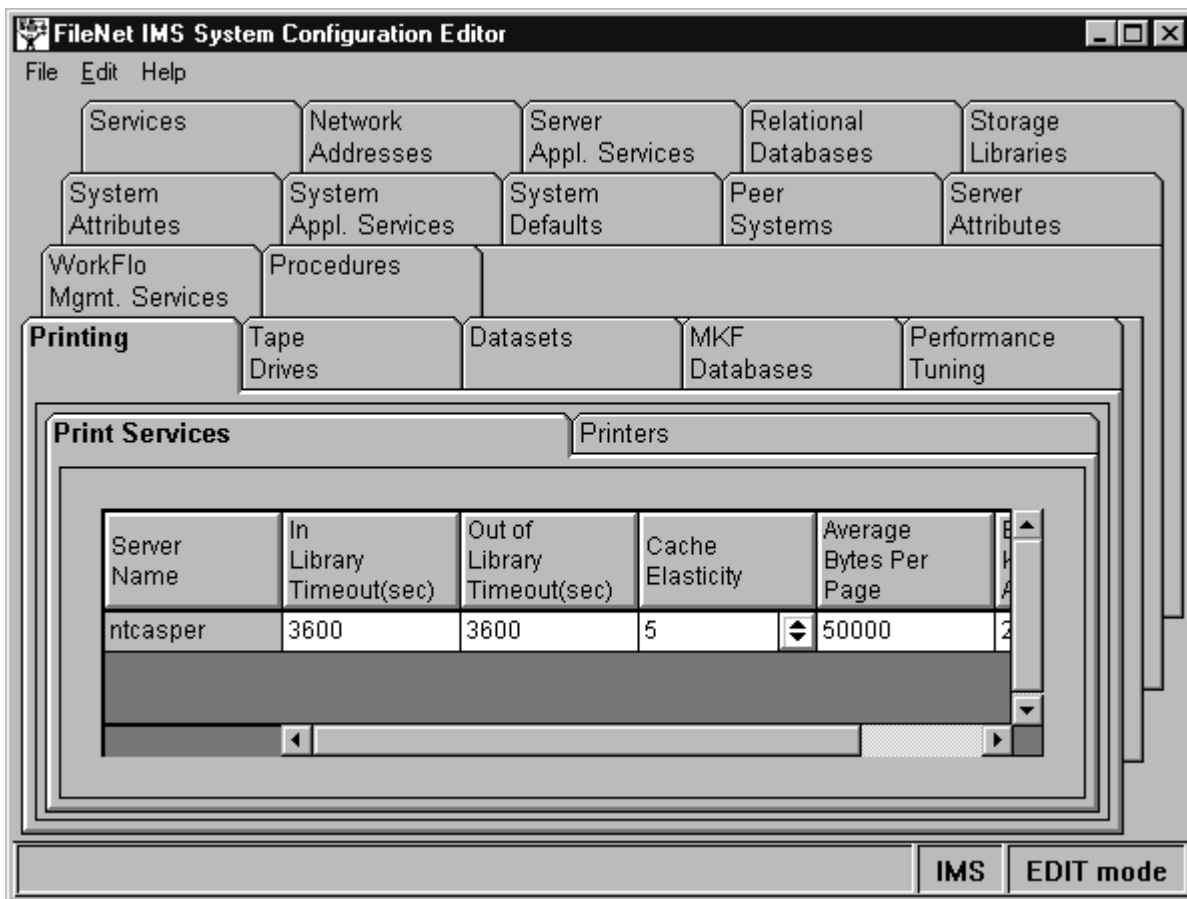 FileNet IMS System Configuration Editor
File Edit Help
Services
Network
Addresses
Server
Appl. Services
Relational
Databases
Storage
Libraries
System
Attributes
System
Appl. Services
System
Defaults
Peer
Systems
Server
Attributes
WorkFlo
Mgmt. Services
Procedures
Printing
Tape
Drives
Datasets
MKF
Databases
Performance
Tuning
Print Services
Printers
Server
Name
In
Library
Timeout(sec)
Out of
Library
Timeout(sec)
Cache
Elasticity
Average
Bytes Per
Page
ntcasper 3600 3600 5 50000
IMS EDIT mode